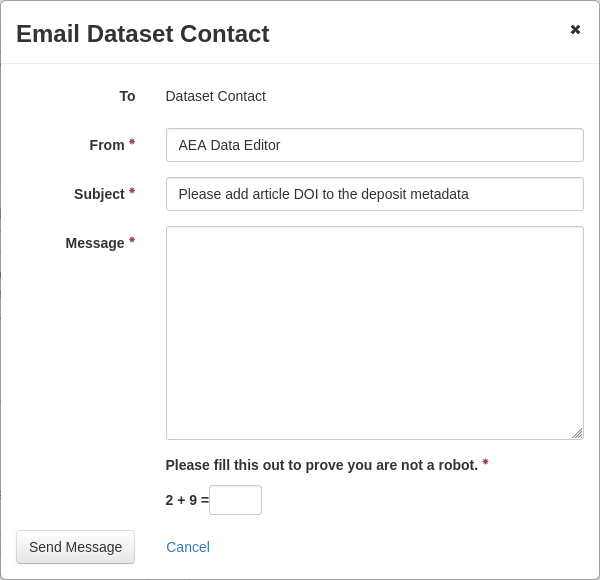 Email Dataset Contact ✖
To Dataset Contact
From * AEA Data Editor
Subject * Please add article DOI to the deposit metadata
Message *
Please fill this out to prove you are not a robot. *
2 + 9 =
Send Message Cancel